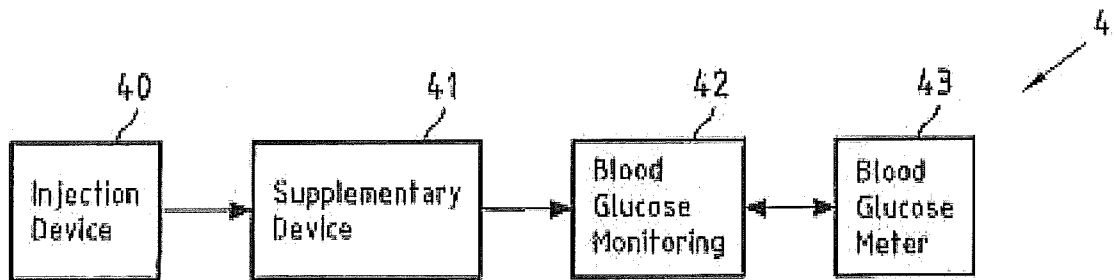 4
40
41
42
43
Injection
Device
Supplementary
Device
Blood
Glucose
Monitoring
Blood
Glucose
Meter